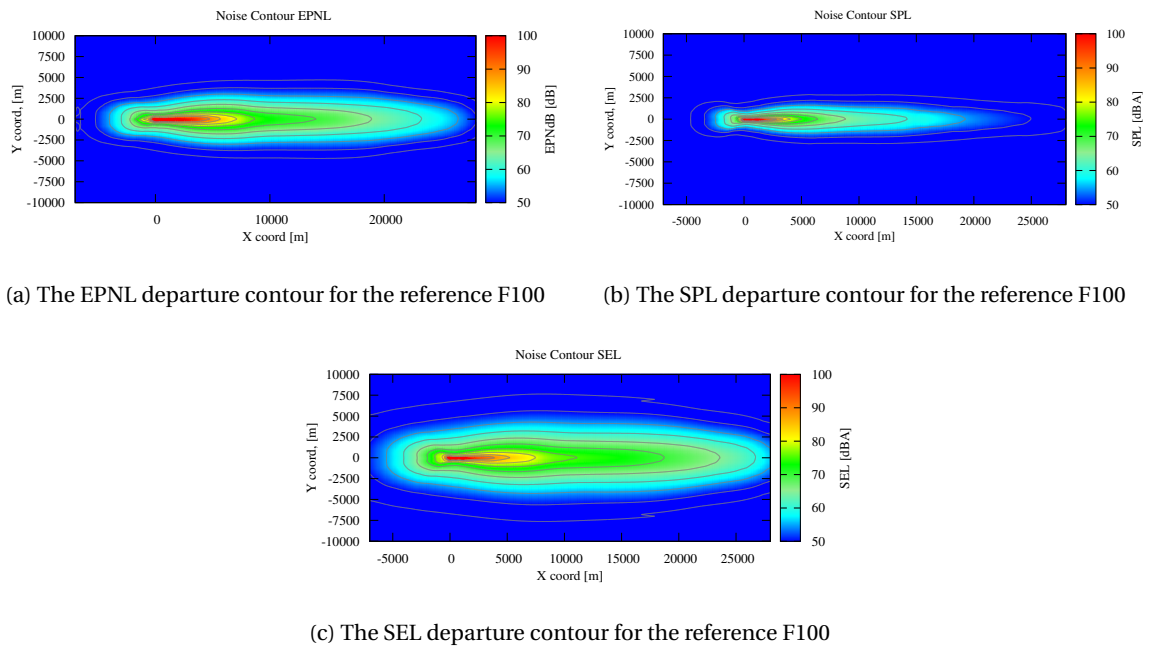 Noise Contour EPNL
10000
7500
5000
2500
0
-2500
-5000
-7500
-10000
Y coord, [m]
0 10000 20000
X coord [m]
100
90
80
70
60
50
EPNdB [dB]
Noise Contour SPL
10000
7500
5000
2500
0
-2500
-5000
-7500
-10000
Y coord, [m]
-5000 0 5000 10000 15000 20000 25000
X coord [m]
100
90
80
70
60
50
SPL [dBA]
(a) The EPNL departure contour for the reference F100
(b) The SPL departure contour for the reference F100
Noise Contour SEL
10000
7500
5000
2500
0
-2500
-5000
-7500
-10000
Y coord, [m]
-5000 0 5000 10000 15000 20000 25000
X coord [m]
100
90
80
70
60
50
SEL [dBA]
(c) The SEL departure contour for the reference F100